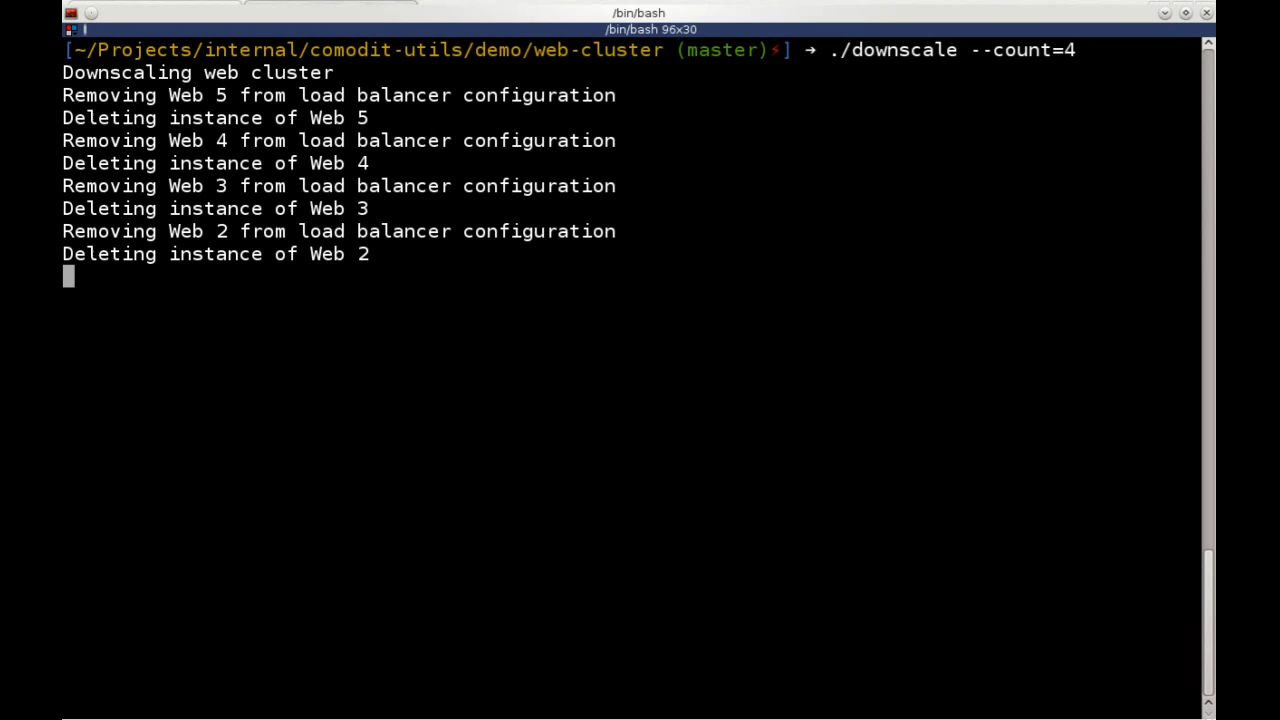 /bin/bash
/bin/bash 96x30
[~/Projects/internal/comodit-utils/demo/web-cluster (master)⚡] ➜ ./downscale --count=4
Downscaling web cluster
Removing Web 5 from load balancer configuration
Deleting instance of Web 5
Removing Web 4 from load balancer configuration
Deleting instance of Web 4
Removing Web 3 from load balancer configuration
Deleting instance of Web 3
Removing Web 2 from load balancer configuration
Deleting instance of Web 2